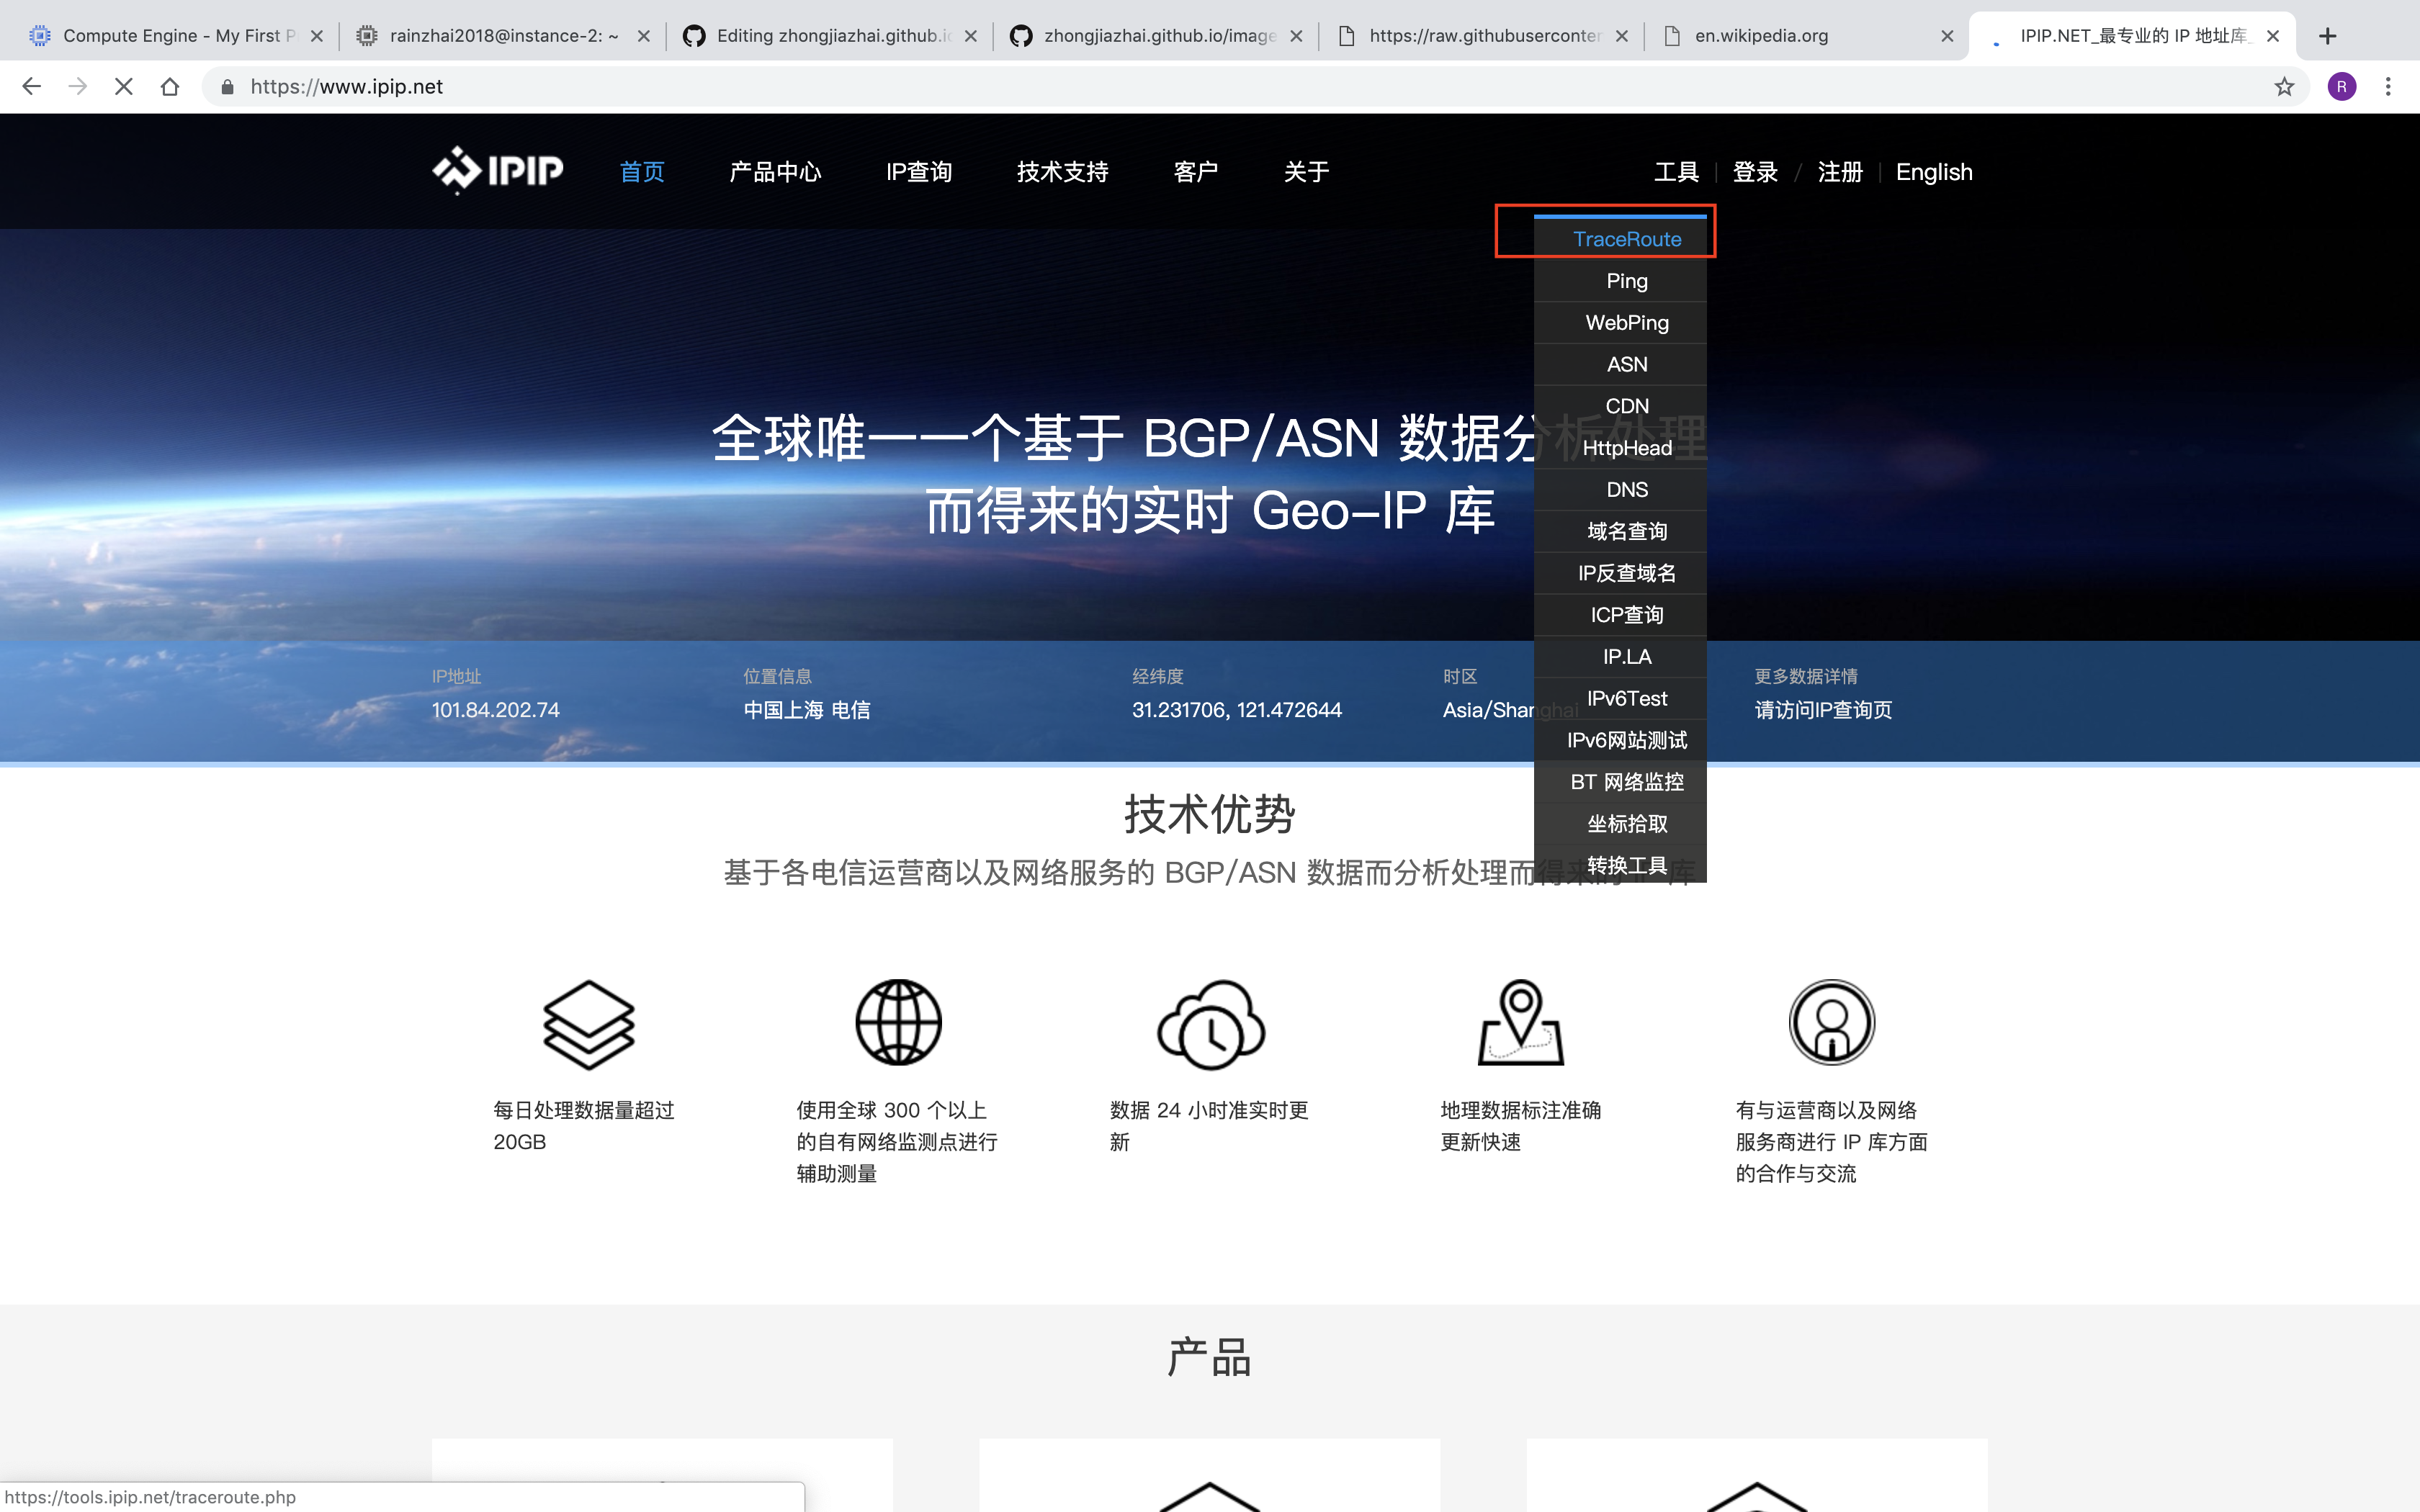 Compute Engine - My First P
rainzhai2018@instance-2: ~
Editing zhongjiazhai.github.io
zhongjiazhai.github.io/image
https://raw.githubuserconten
en.wikipedia.org
IPIP.NET_最专业的 IP 地址库_
https://www.ipip.net
R
IPIP
首页
产品中心
IP查询
技术支持
客户
关于
工具
登录 / 注册
English
TraceRoute
Ping
WebPing
ASN
CDN
HttpHead
DNS
域名查询
IP反查域名
ICP查询
IP.LA
IPv6Test
IPv6网站测试
BT 网络监控
坐标拾取
转换工具
全球唯一一个基于 BGP/ASN 数据分析处理
而得来的实时 Geo-IP 库
IP地址
101.84.202.74
位置信息
中国上海 电信
经纬度
31.231706, 121.472644
时区
Asia/Shanghai
更多数据详情
请访问IP查询页
技术优势
基于各电信运营商以及网络服务的 BGP/ASN 数据而分析处理而得来的 IP 库
每日处理数据量超过
20GB
使用全球 300 个以上
的自有网络监测点进行
辅助测量
数据 24 小时准实时更
新
地理数据标注准确
更新快速
有与运营商以及网络
服务商进行 IP 库方面
的合作与交流
产品
https://tools.ipip.net/traceroute.php